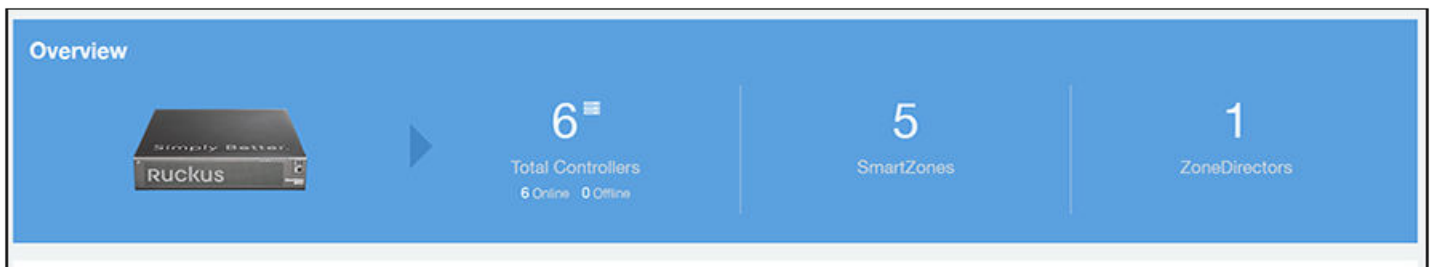 Overview
Simply Better.
Ruckus
6
Total Controllers
6 Online 0 Offline
5
SmartZones
1
ZoneDirectors